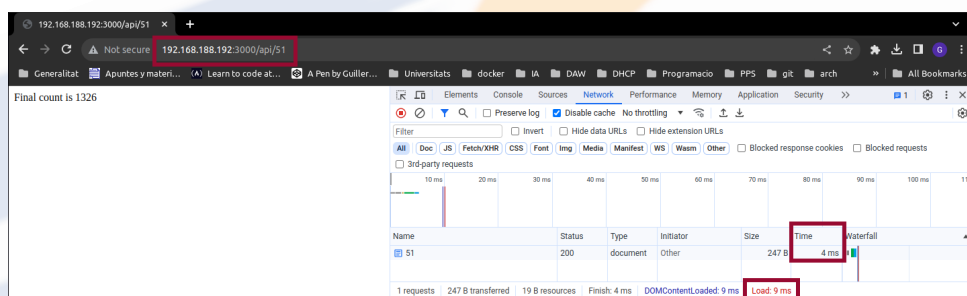 192.168.188.192:3000/api/51
Not secure 192.168.188.192:3000/api/51
Generalitat Apuntes y materi... Learn to code at... A Pen by Guiller... Universitats docker IA DAW DHCP Programacio PPS git arch » All Bookmarks
Final count is 1326
Elements Console Sources Network Performance Memory Application Security >> 1
Preserve log Disable cache No throttling
Filter Invert Hide data URLs Hide extension URLs
All Doc JS Fetch/XHR CSS Font Img Media Manifest WS Wasm Other Blocked response cookies Blocked requests
3rd-party requests
10 ms 20 ms 30 ms 40 ms 50 ms 60 ms 70 ms 80 ms 90 ms 100 ms 11
Name Status Type Initiator Size Time Waterfall
51 200 document Other 247 B 4 ms
1 requests 247 B transferred 19 B resources Finish: 4 ms DOMContentLoaded: 9 ms Load: 9 ms